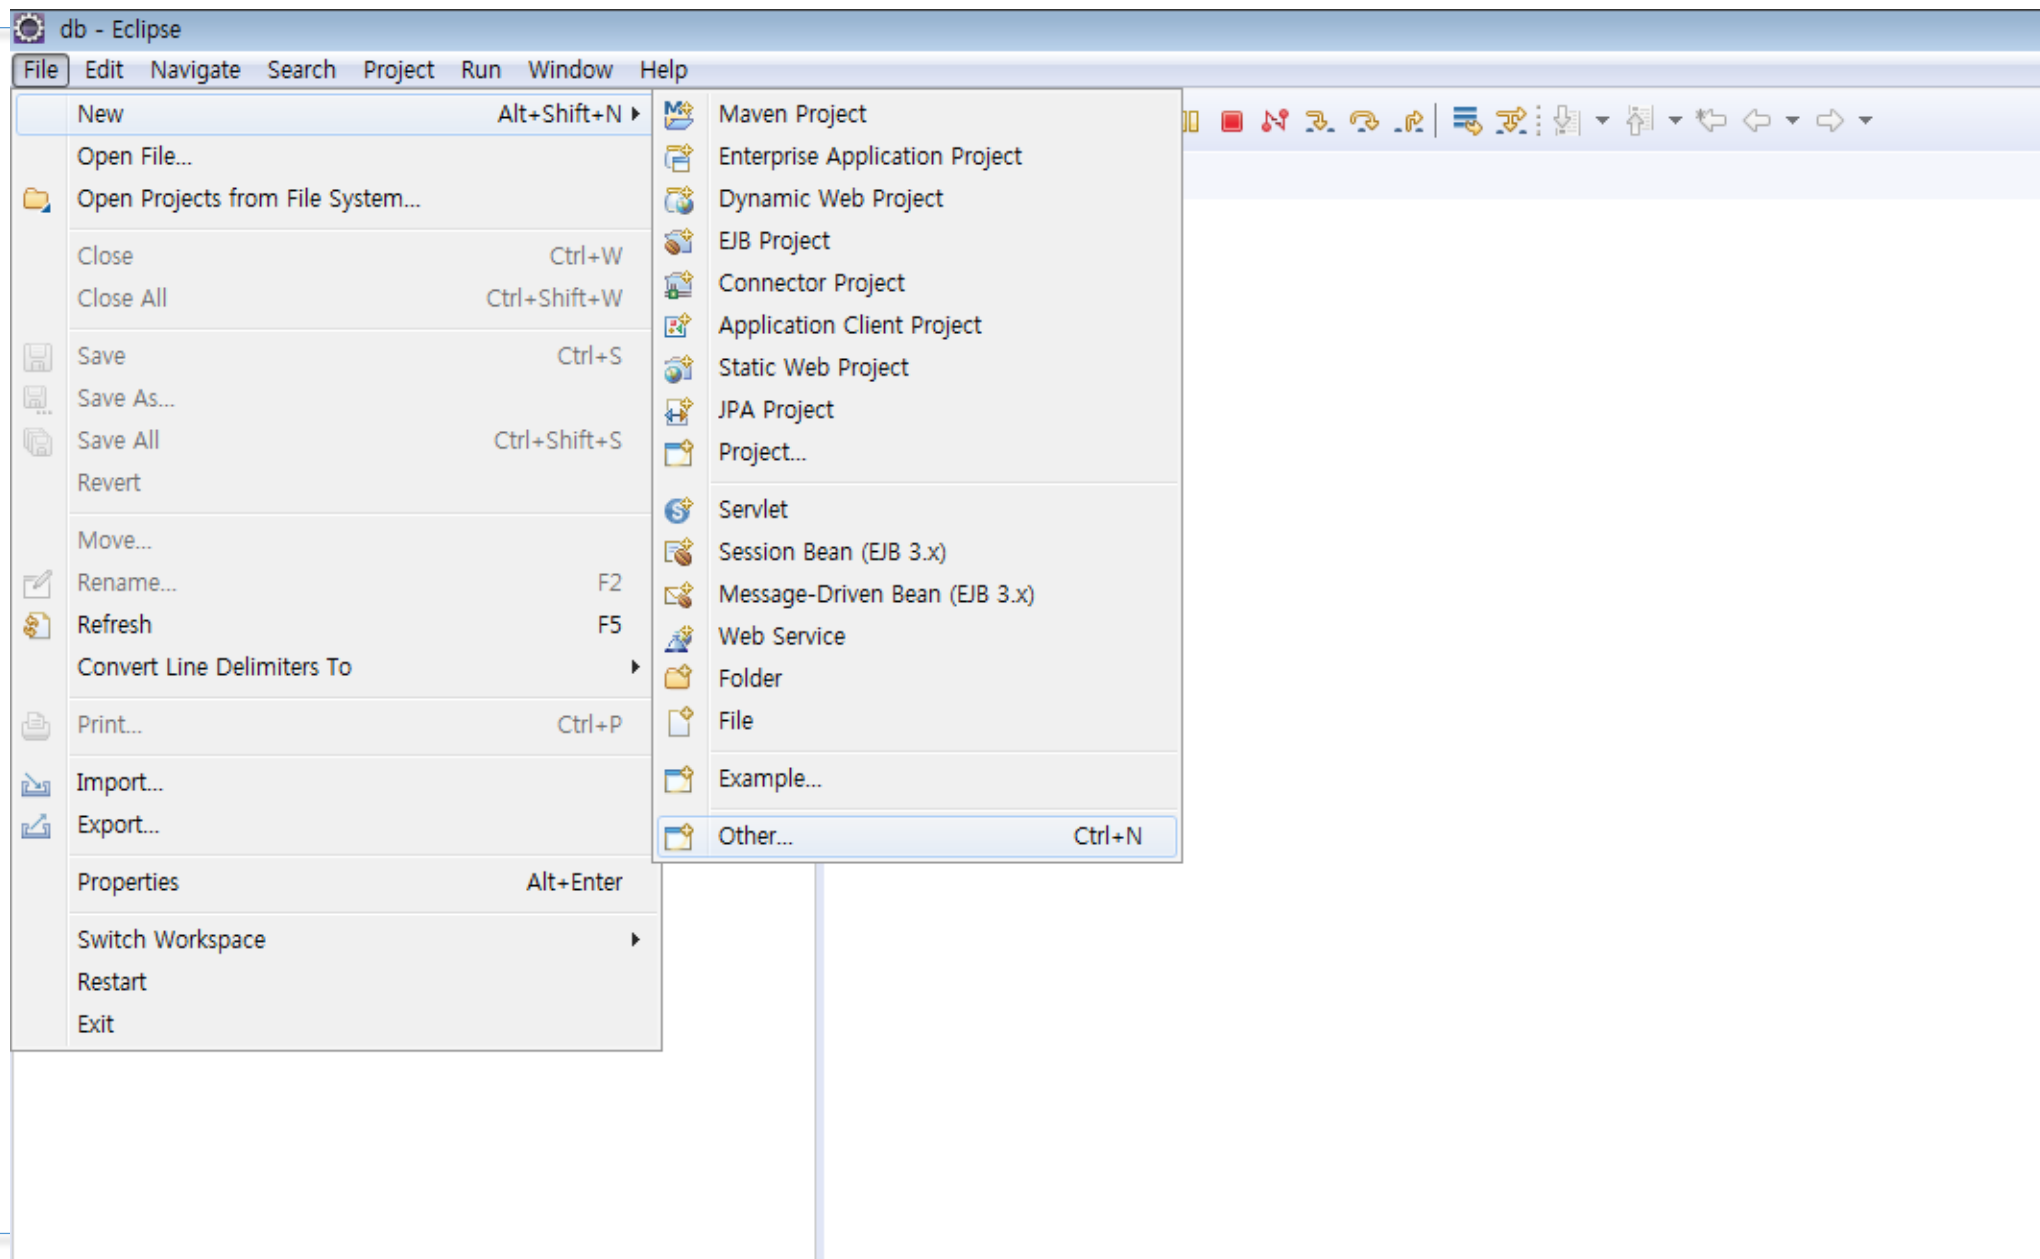 db - Eclipse
File Edit Navigate Search Project Run Window Help
New Alt+Shift+N
Open File...
Open Projects from File System...
Close Ctrl+W
Close All Ctrl+Shift+W
Save Ctrl+S
Save As...
Save All Ctrl+Shift+S
Revert
Move...
Rename... F2
Refresh F5
Convert Line Delimiters To
Print... Ctrl+P
Import...
Export...
Properties Alt+Enter
Switch Workspace
Restart
Exit
Maven Project
Enterprise Application Project
Dynamic Web Project
EJB Project
Connector Project
Application Client Project
Static Web Project
JPA Project
Project...
Servlet
Session Bean (EJB 3.x)
Message-Driven Bean (EJB 3.x)
Web Service
Folder
File
Example...
Other... Ctrl+N